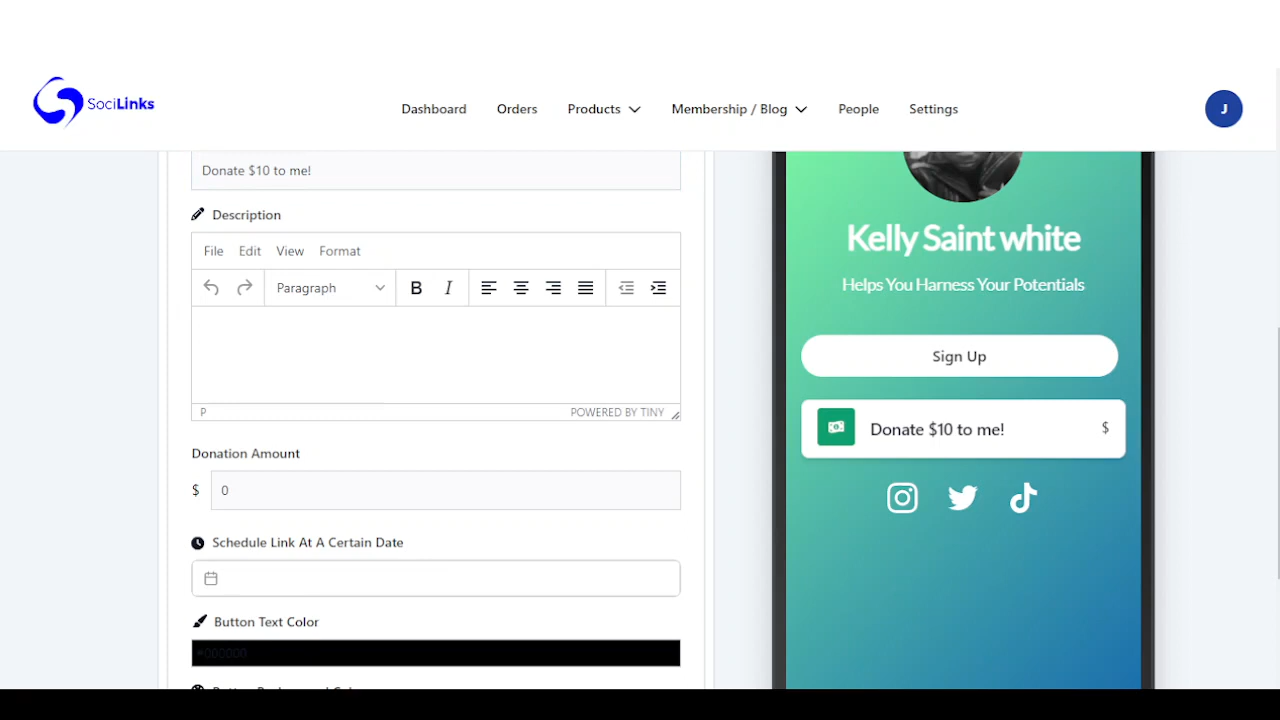 SociLinks
Dashboard Orders Products Membership / Blog People Settings
J
Donate $10 to me!
Description
File Edit View Format
Paragraph B I
P POWERED BY TINY
Donation Amount
$ 0
Schedule Link At A Certain Date
Button Text Color
#000000
Kelly Saint white
Helps You Harness Your Potentials
Sign Up
Donate $10 to me! $